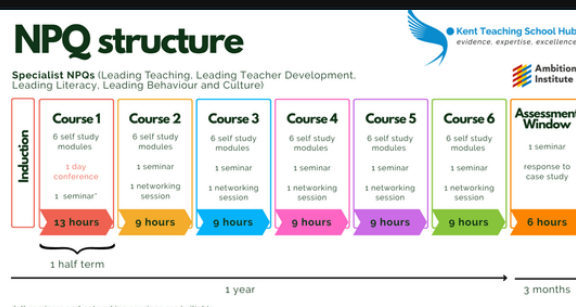 NPQ structure
Kent Teaching School Hub
evidence, expertise, excellence
Specialist NPQs (Leading Teaching, Leading Teacher Development,
Leading Literacy, Leading Behaviour and Culture)
Ambition
Institute
Induction
Course 1
6 self study
modules
1 day
conference
1 seminar*
13 hours
Course 2
6 self study
modules
1 seminar
1 networking
session
9 hours
Course 3
6 self study
modules
1 seminar
1 networking
session
9 hours
Course 4
6 self study
modules
1 seminar
1 networking
session
9 hours
Course 5
6 self study
modules
1 seminar
1 networking
session
9 hours
Course 6
6 self study
modules
1 seminar
1 networking
session
9 hours
Assessment
Window
1 seminar
response to
case study
6 hours
1 half term
1 year
3 months